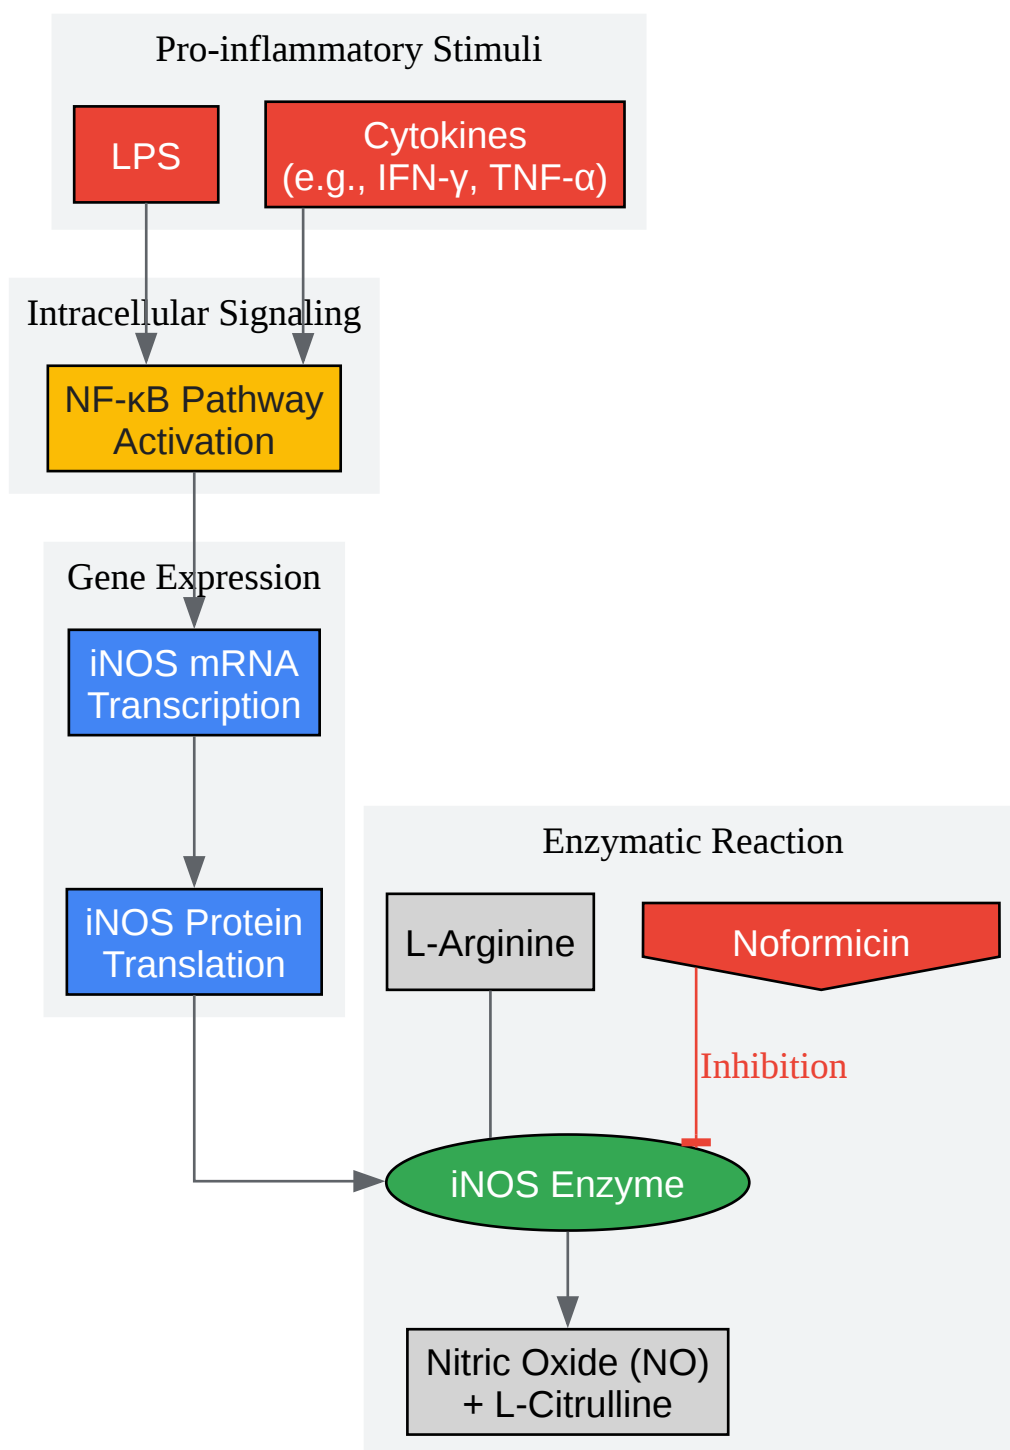 Pro-inflammatory Stimuli
LPS
Cytokines
(e.g., IFN-γ, TNF-α)
Intracellular Signaling
NF-κB Pathway
Activation
Gene Expression
iNOS mRNA
Transcription
iNOS Protein
Translation
Enzymatic Reaction
L-Arginine
Noformicin
Inhibition
iNOS Enzyme
Nitric Oxide (NO)
+ L-Citrulline